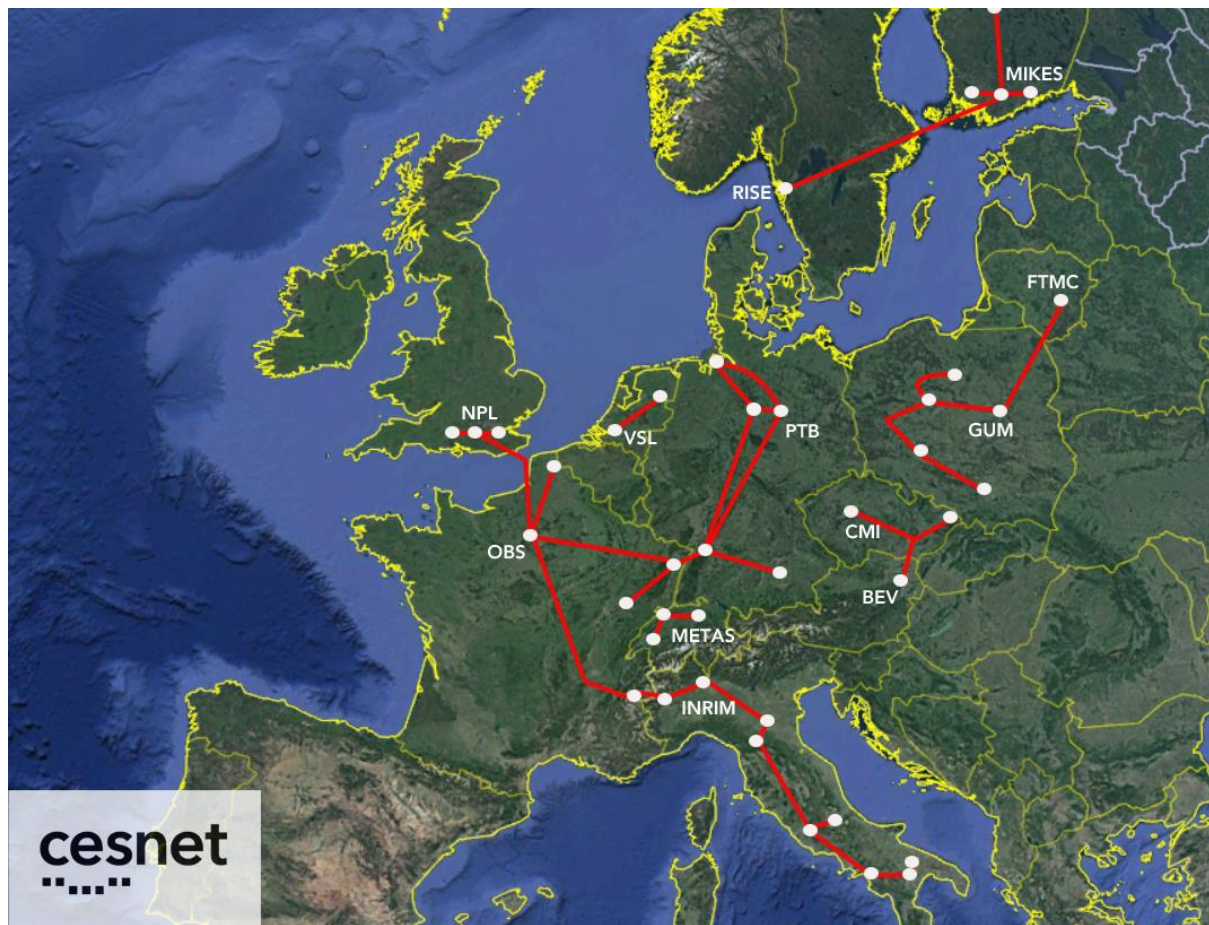 MIKES
RISE
FTMC
NPL
VSL
PTB
GUM
OBS
CMI
BEV
METAS
INRIM
cesnet